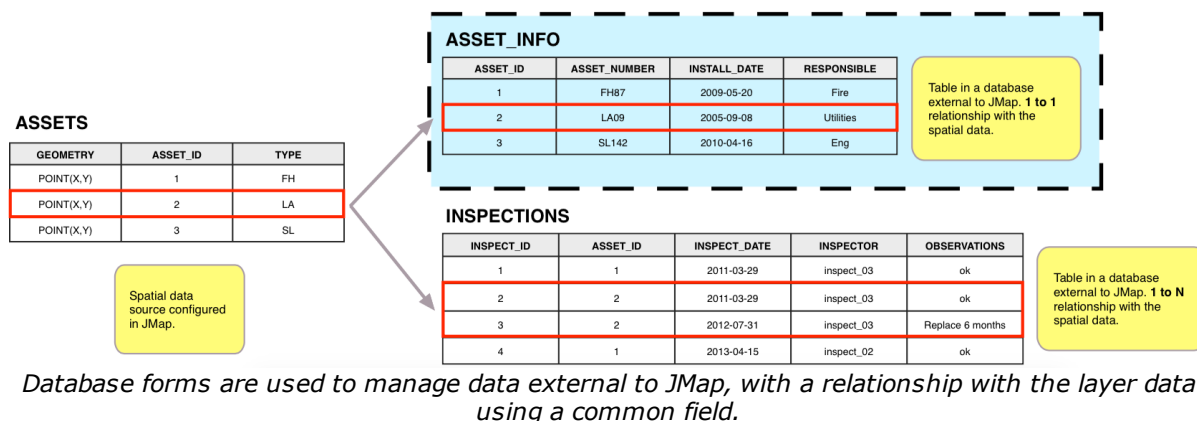 ASSET_INFO
ASSET_ID ASSET_NUMBER INSTALL_DATE RESPONSIBLE
1 FH87 2009-05-20 Fire
2 LA09 2005-09-08 Utilities
3 SL142 2010-04-16 Eng
Table in a database
external to JMap. 1 to 1
relationship with the
spatial data.
ASSETS
GEOMETRY ASSET_ID TYPE
POINT(X,Y) 1 FH
POINT(X,Y) 2 LA
POINT(X,Y) 3 SL
Spatial data
source configured
in JMap.
INSPECTIONS
INSPECT_ID ASSET_ID INSPECT_DATE INSPECTOR OBSERVATIONS
1 1 2011-03-29 inspect_03 ok
2 2 2011-03-29 inspect_03 ok
3 2 2012-07-31 inspect_03 Replace 6 months
4 1 2013-04-15 inspect_02 ok
Table in a database
external to JMap. 1 to N
relationship with the
spatial data.
Database forms are used to manage data external to JMap, with a relationship with the layer data
using a common field.